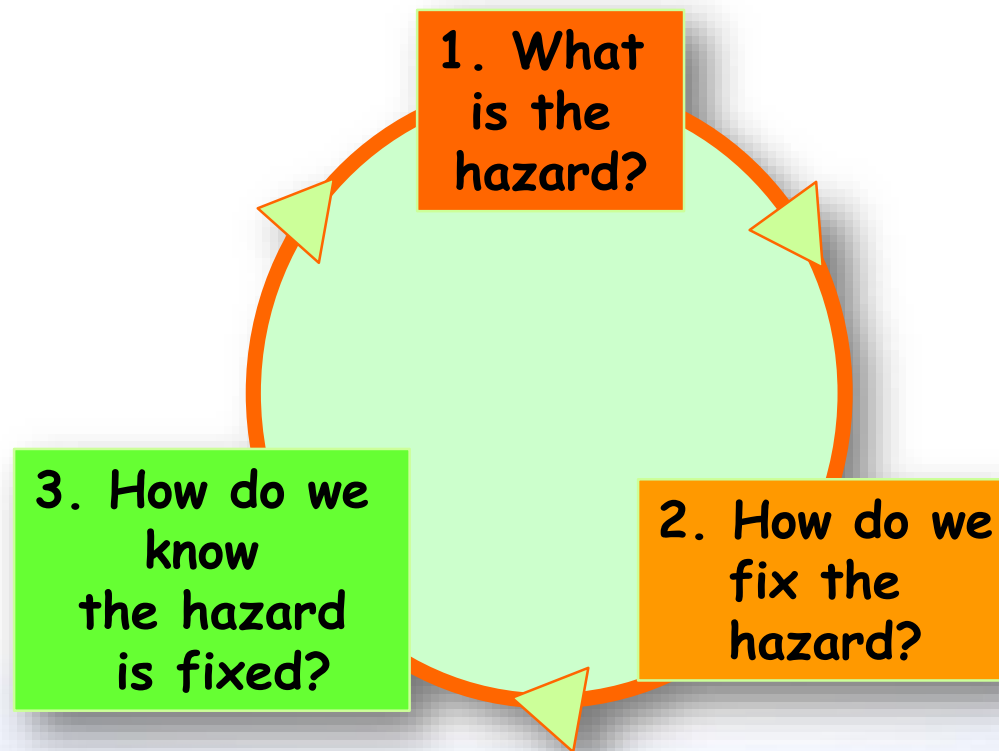 1. What
is the
hazard?
2. How do we
fix the
hazard?
3. How do we
know
the hazard
is fixed?